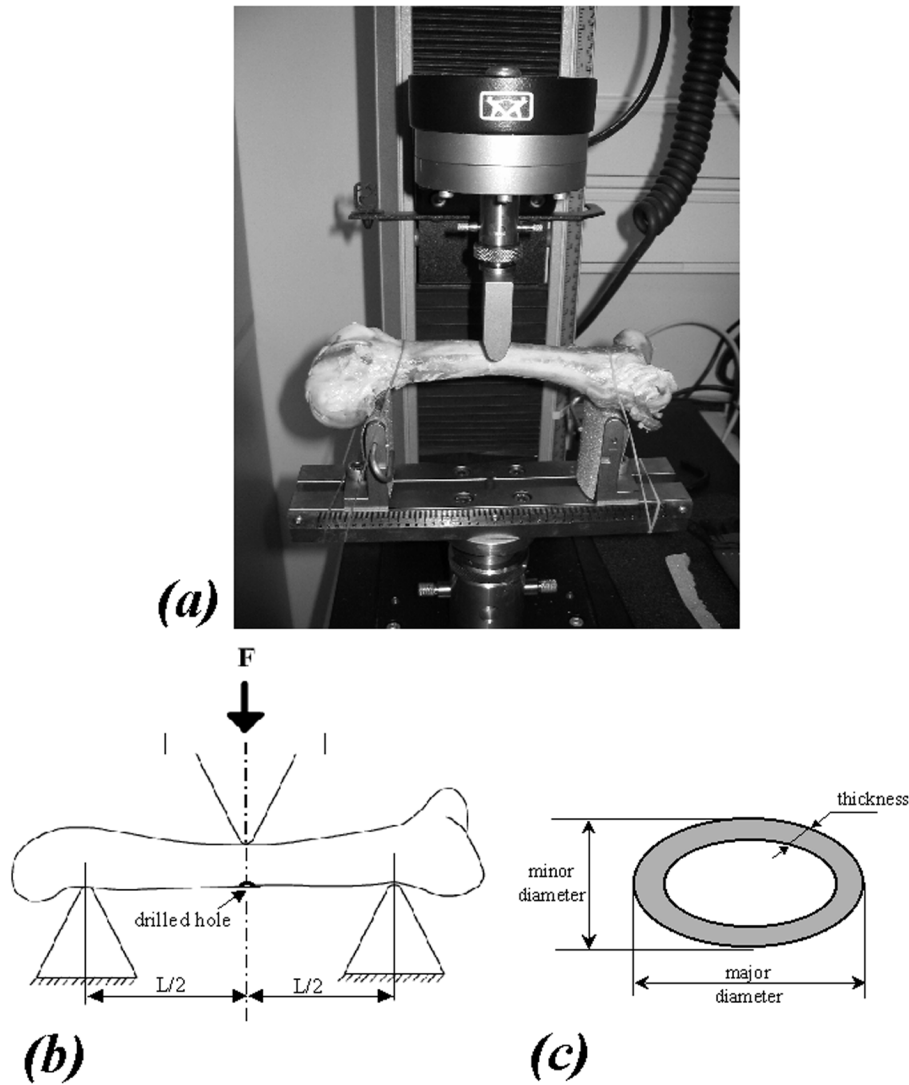 (a)
F
drilled hole
L/2
L/2
(b)
thickness
minor
diameter
major
diameter
(c)